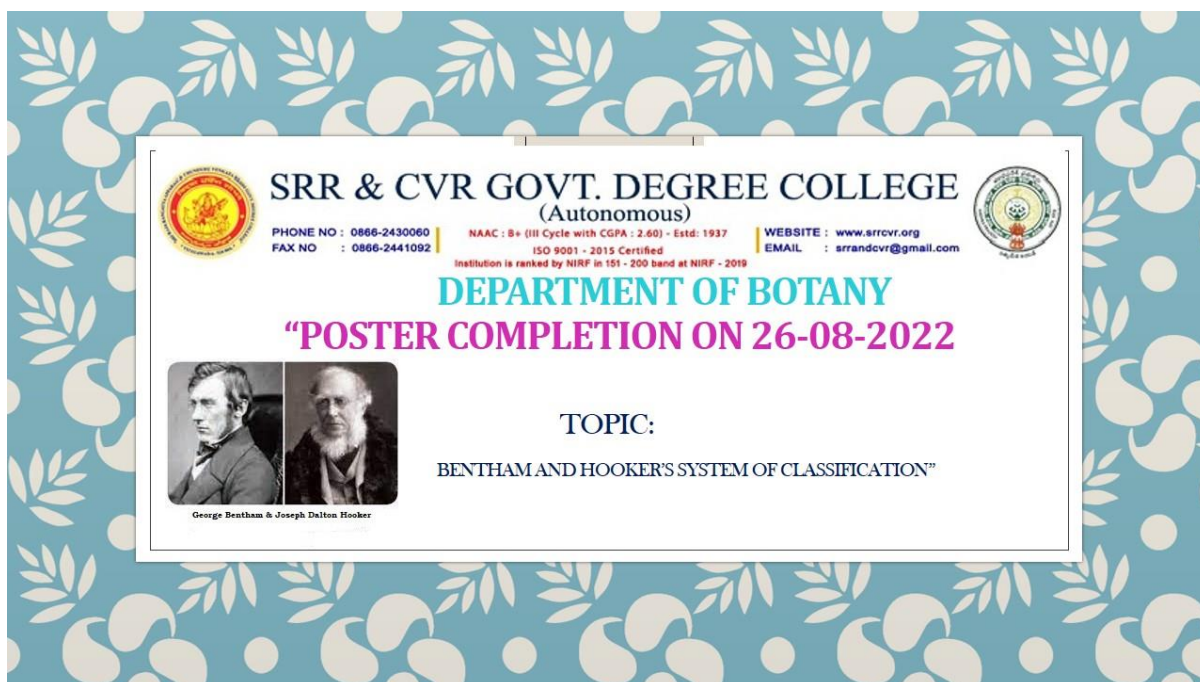 SRR & CVR GOVT. DEGREE COLLEGE
(Autonomous)
PHONE NO : 0866-2430060
FAX NO : 0866-2441092
NAAC : B+ (III Cycle with CGPA : 2.60) - Estd: 1937
ISO 9001 - 2015 Certified
Institution is ranked by NIRF in 151 - 200 band at NIRF - 2019
WEBSITE : www.srrcvr.org
EMAIL : srrandcvr@gmail.com
DEPARTMENT OF BOTANY
“POSTER COMPLETION ON 26-08-2022
TOPIC:
BENTHAM AND HOOKER’S SYSTEM OF CLASSIFICATION”
George Bentham & Joseph Dalton Hooker